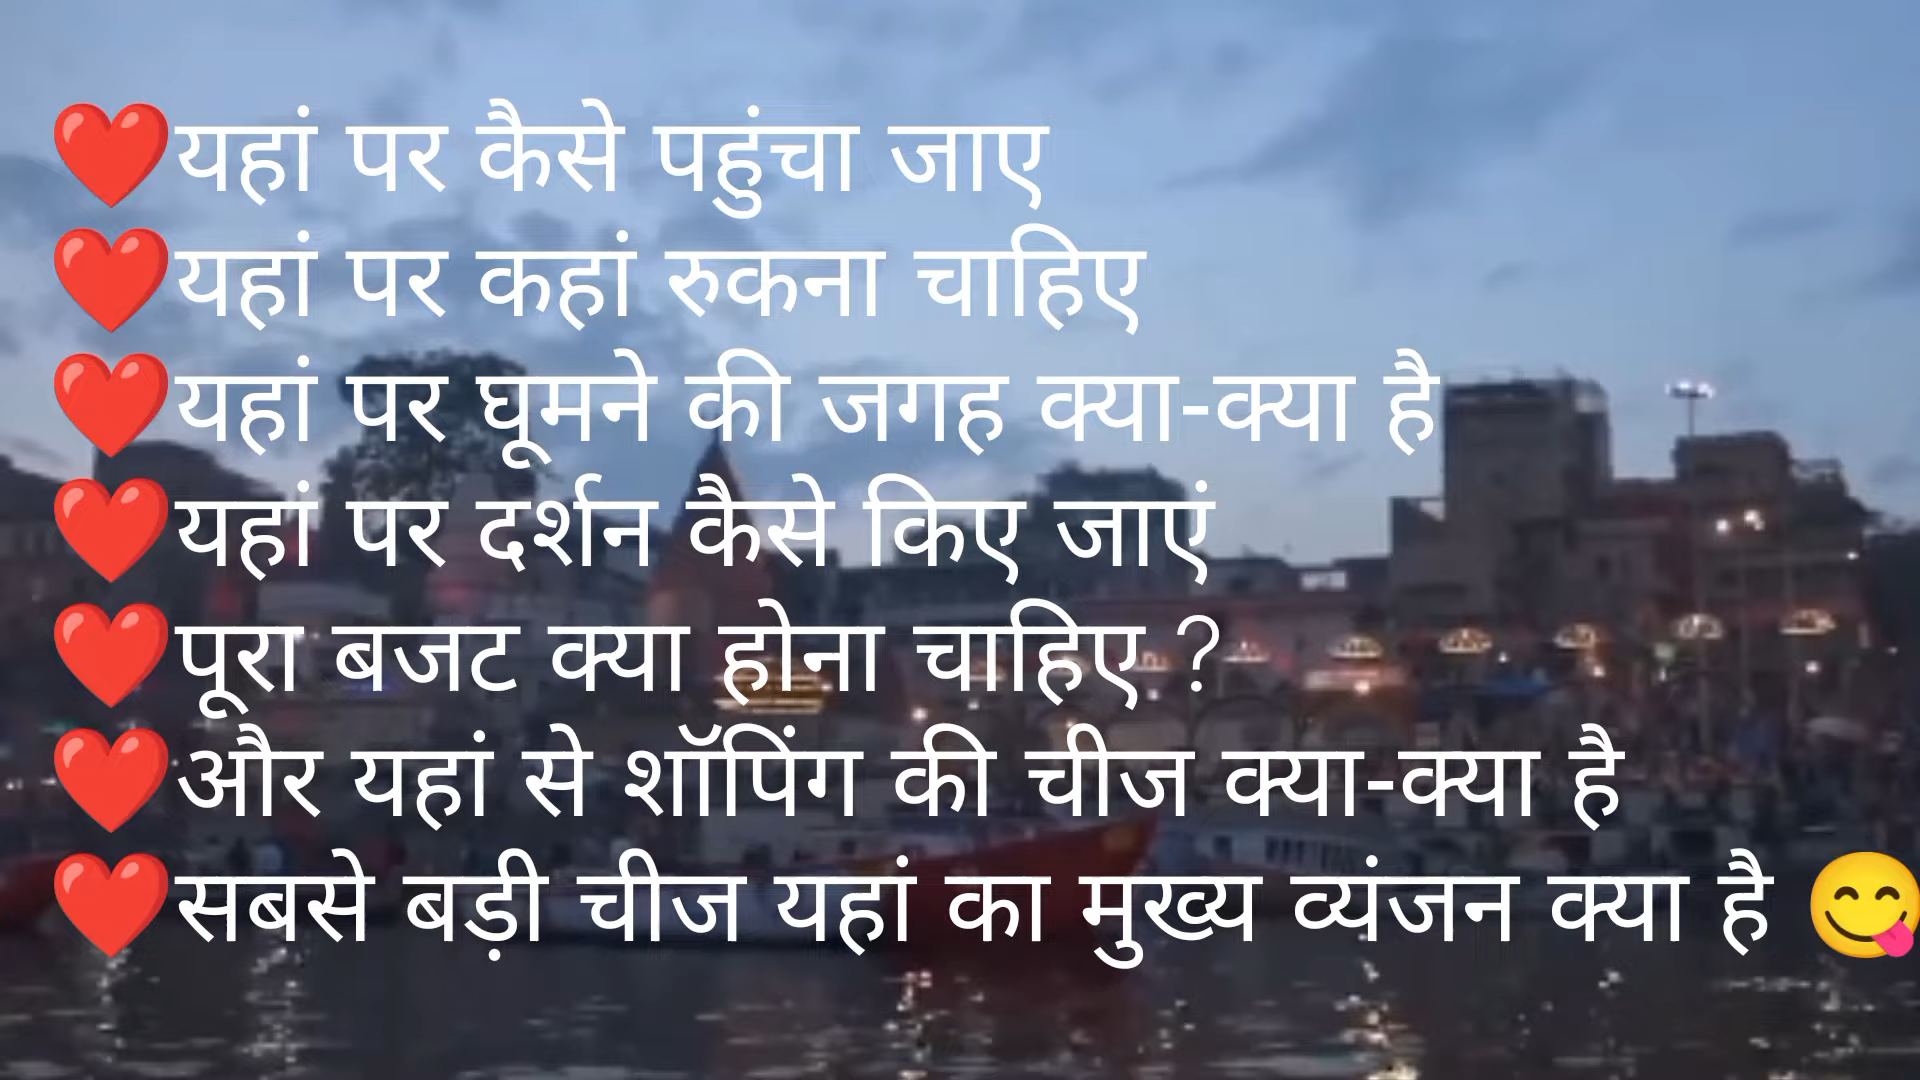 ❤️यहां पर कैसे पहुंचा जाए
❤️यहां पर कहां रुकना चाहिए
❤️यहां पर घूमने की जगह क्या-क्या है
❤️यहां पर दर्शन कैसे किए जाएं
❤️पूरा बजट क्या होना चाहिए ?
❤️और यहां से शॉपिंग की चीज क्या-क्या है
❤️सबसे बड़ी चीज यहां का मुख्य व्यंजन क्या है 😋